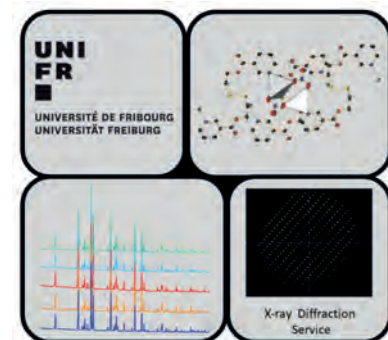 UNI
FR
UNIVERSITÉ DE FRIBOURG
UNIVERSITÄT FREIBURG
X-ray Diffraction
Service